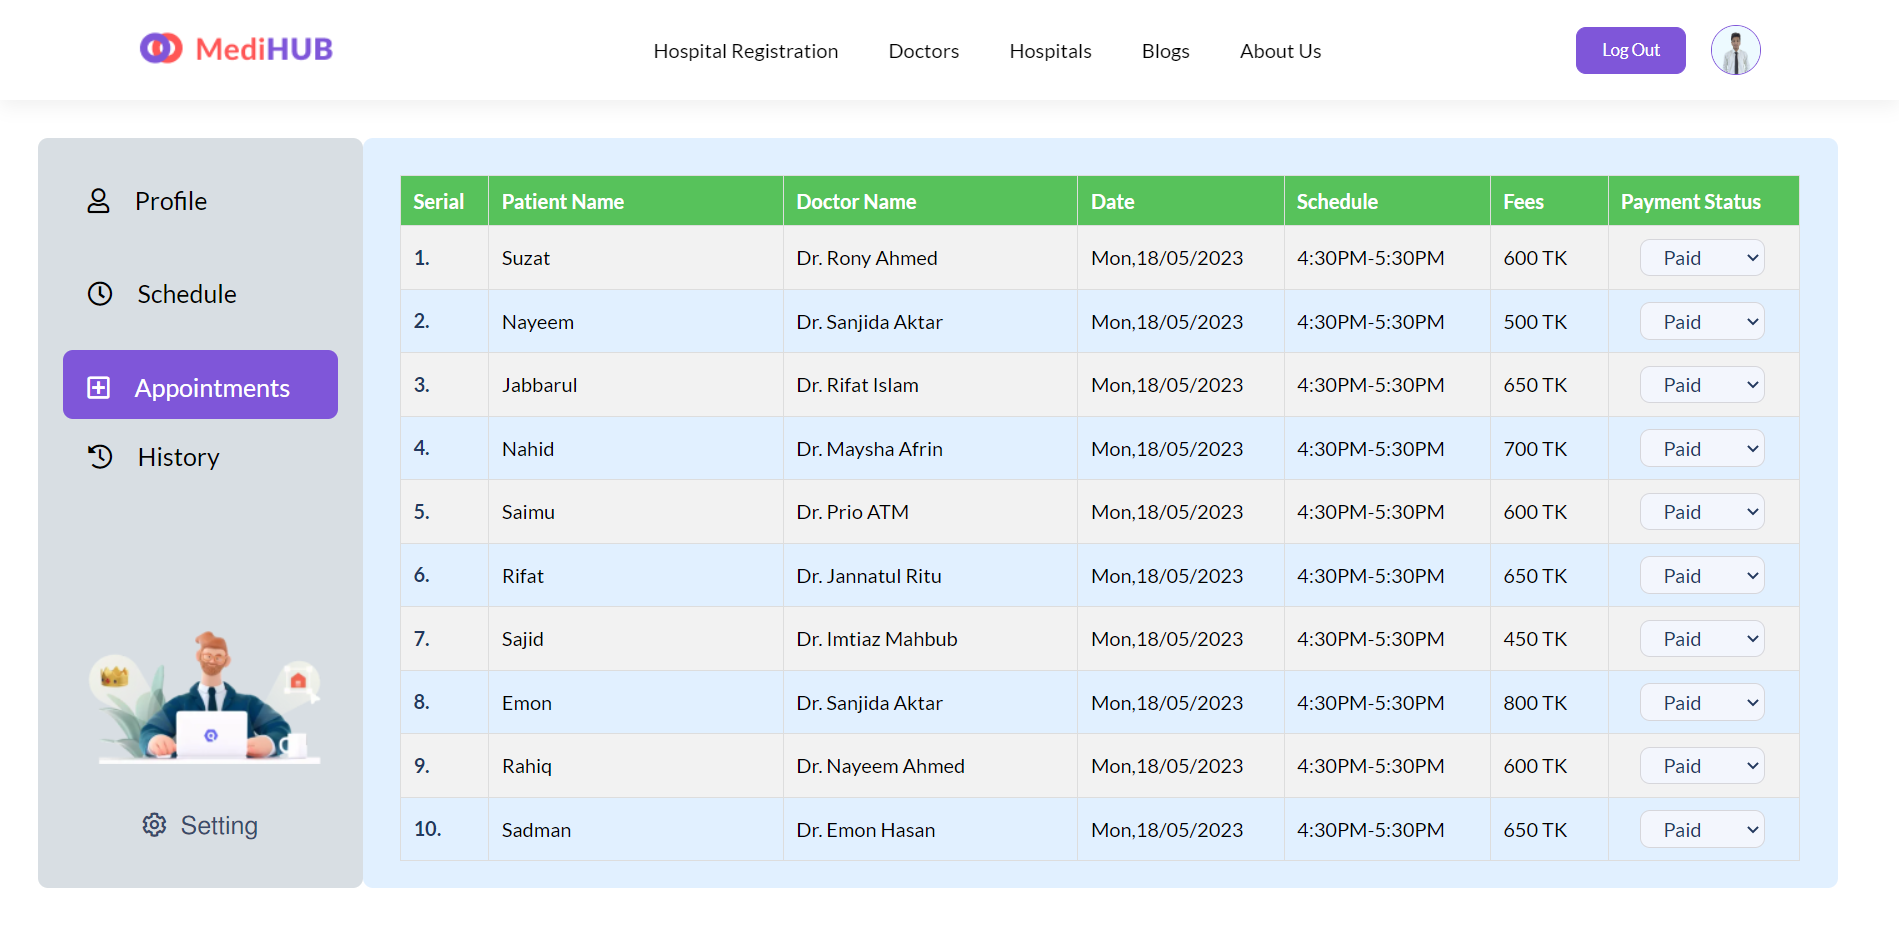 MediHUB
Hospital Registration Doctors Hospitals Blogs About Us
Log Out
Profile
Schedule
Appointments
History
Setting
Serial Patient Name Doctor Name Date Schedule Fees Payment Status
1. Suzat Dr. Rony Ahmed Mon,18/05/2023 4:30PM-5:30PM 600 TK Paid
2. Nayeem Dr. Sanjida Aktar Mon,18/05/2023 4:30PM-5:30PM 500 TK Paid
3. Jabbarul Dr. Rifat Islam Mon,18/05/2023 4:30PM-5:30PM 650 TK Paid
4. Nahid Dr. Maysha Afrin Mon,18/05/2023 4:30PM-5:30PM 700 TK Paid
5. Saimu Dr. Prio ATM Mon,18/05/2023 4:30PM-5:30PM 600 TK Paid
6. Rifat Dr. Jannatul Ritu Mon,18/05/2023 4:30PM-5:30PM 650 TK Paid
7. Sajid Dr. Imtiaz Mahbub Mon,18/05/2023 4:30PM-5:30PM 450 TK Paid
8. Emon Dr. Sanjida Aktar Mon,18/05/2023 4:30PM-5:30PM 800 TK Paid
9. Rahiq Dr. Nayeem Ahmed Mon,18/05/2023 4:30PM-5:30PM 600 TK Paid
10. Sadman Dr. Emon Hasan Mon,18/05/2023 4:30PM-5:30PM 650 TK Paid